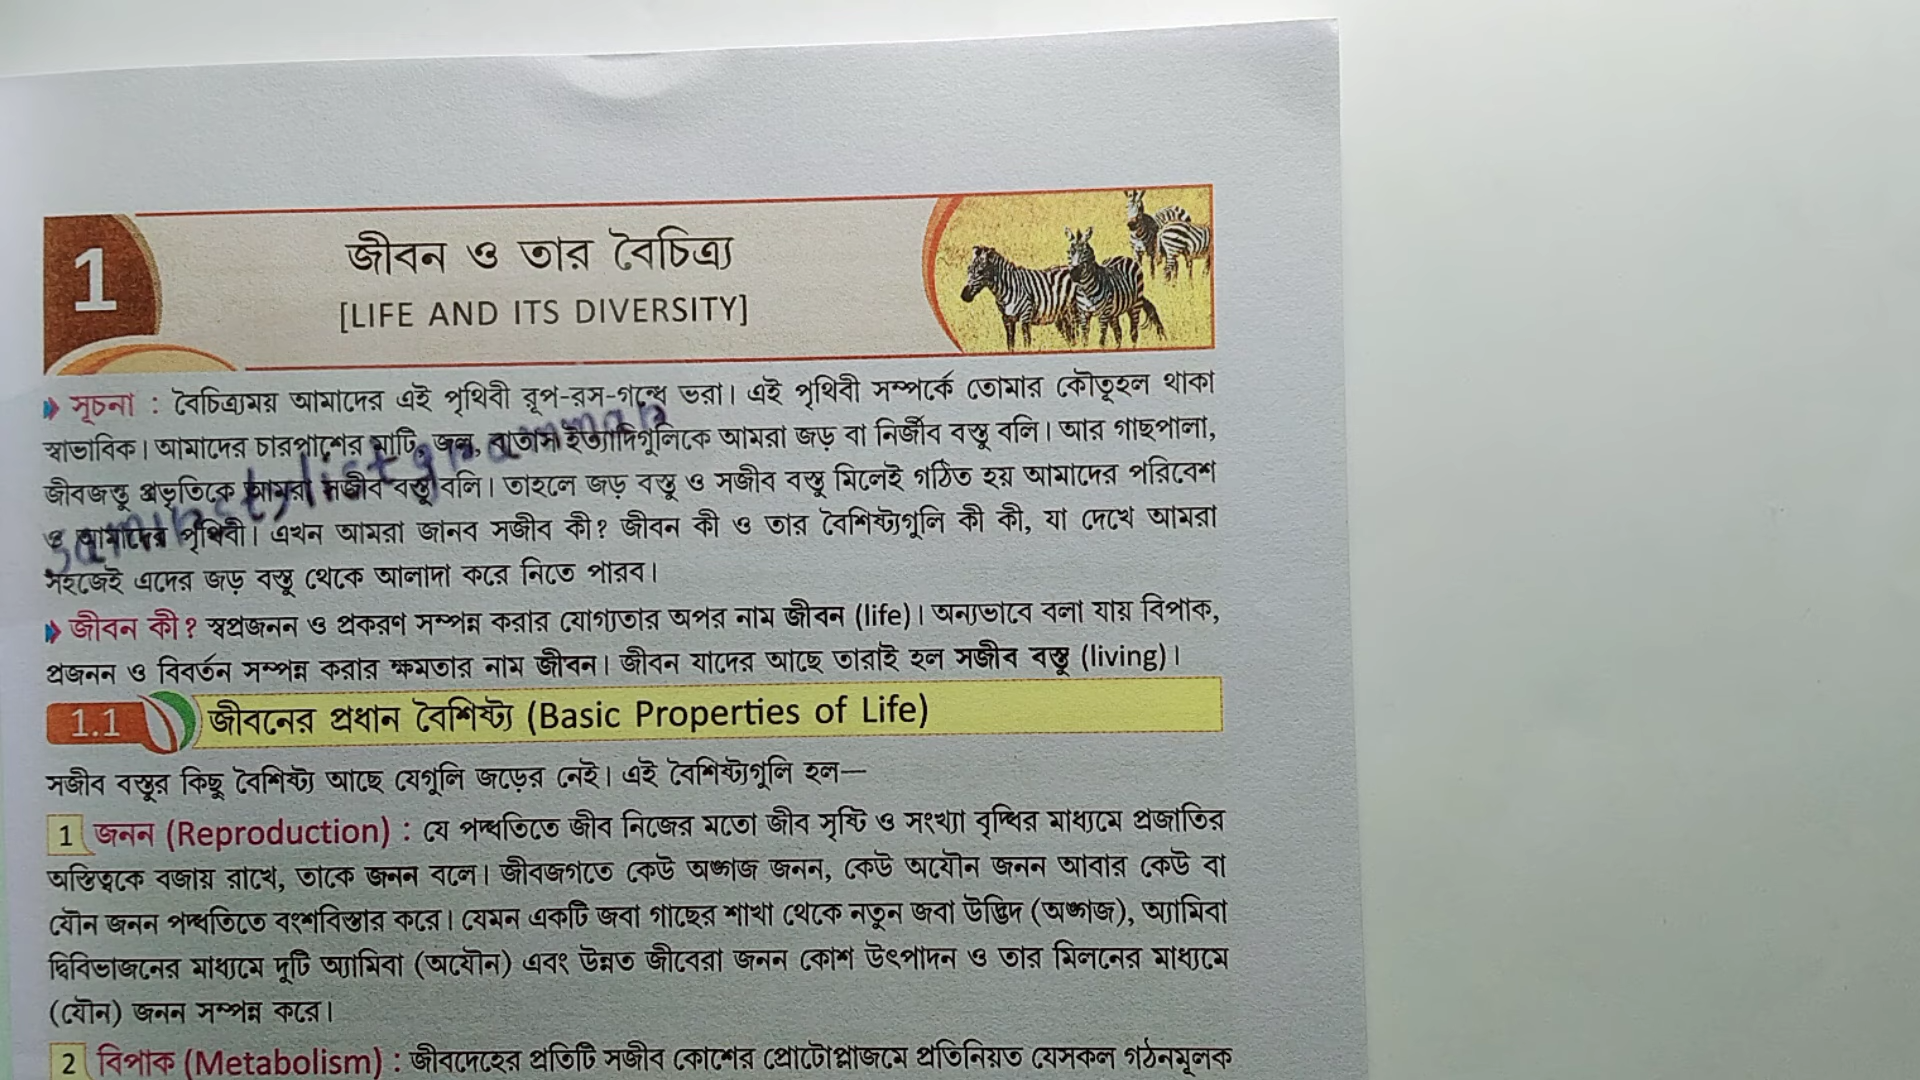 1
জীবন ও তার বৈচিত্র্য
[LIFE AND ITS DIVERSITY]
সূচনা : বৈচিত্র্যময় আমাদের এই পৃথিবী রূপ-রস-গন্ধে ভরা। এই পৃথিবী সম্পর্কে তোমার কৌতূহল থাকা
স্বাভাবিক। আমাদের চারপাশের মাটি, জল, বাতাস ইত্যাদিগুলিকে আমরা জড় বা নির্জীব বস্তু বলি। আর গাছপালা,
জীবজন্তু প্রভৃতিকে আমরা সজীব বস্তু বলি। তাহলে জড় বস্তু ও সজীব বস্তু মিলেই গঠিত হয় আমাদের পরিবেশ
ও আমাদের পৃথিবী। এখন আমরা জানব সজীব কী? জীবন কী ও তার বৈশিষ্ট্যগুলি কী কী, যা দেখে আমরা
সহজেই এদের জড় বস্তু থেকে আলাদা করে নিতে পারব।
জীবন কী? স্বপ্রজনন ও প্রকরণ সম্পন্ন করার যোগ্যতার অপর নাম জীবন (life)। অন্যভাবে বলা যায় বিপাক,
প্রজনন ও বিবর্তন সম্পন্ন করার ক্ষমতার নাম জীবন। জীবন যাদের আছে তারাই হল সজীব বস্তু (living)।
1.1 জীবনের প্রধান বৈশিষ্ট্য (Basic Properties of Life)
সজীব বস্তুর কিছু বৈশিষ্ট্য আছে যেগুলি জড়ের নেই। এই বৈশিষ্ট্যগুলি হল—
1 জনন (Reproduction) : যে পদ্ধতিতে জীব নিজের মতো জীব সৃষ্টি ও সংখ্যা বৃদ্ধির মাধ্যমে প্রজাতির
অস্তিত্বকে বজায় রাখে, তাকে জনন বলে। জীবজগতে কেউ অঙ্গজ জনন, কেউ অযৌন জনন আবার কেউ বা
যৌন জনন পদ্ধতিতে বংশবিস্তার করে। যেমন একটি জবা গাছের শাখা থেকে নতুন জবা উদ্ভিদ (অঙ্গজ), অ্যামিবা
দ্বিবিভাজনের মাধ্যমে দুটি অ্যামিবা (অযৌন) এবং উন্নত জীবেরা জনন কোশ উৎপাদন ও তার মিলনের মাধ্যমে
(যৌন) জনন সম্পন্ন করে।
2 বিপাক (Metabolism) : জীবদেহের প্রতিটি সজীব কোশের প্রোটোপ্লাজমে প্রতিনিয়ত যেসকল গঠনমূলক